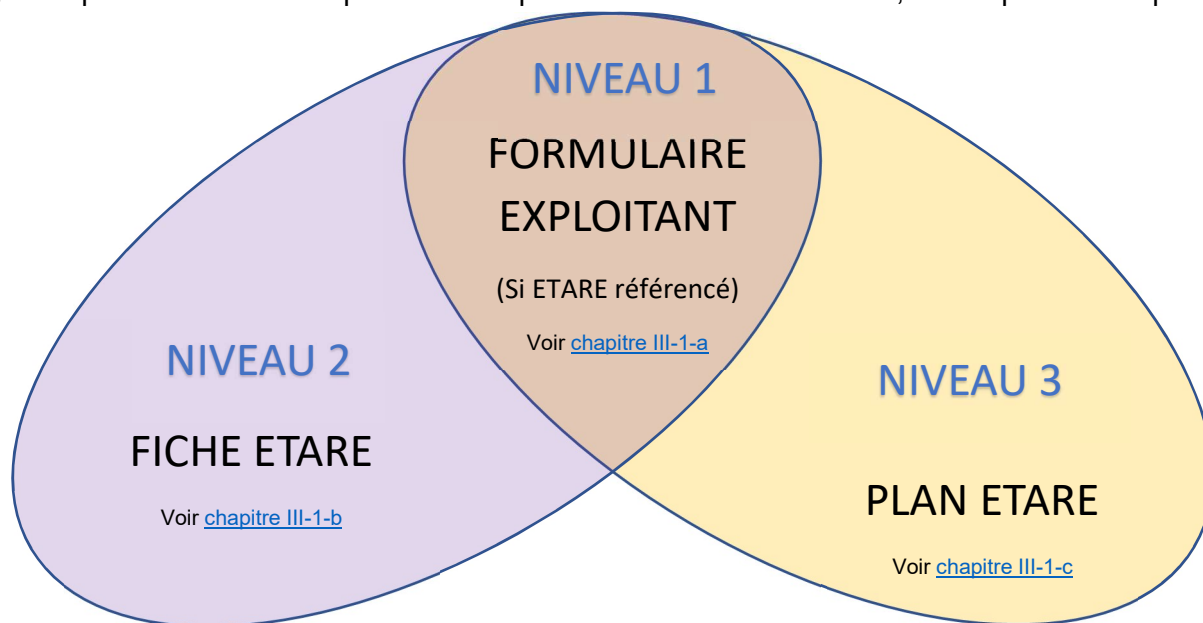 NIVEAU 1
FORMULAIRE
EXPLOITANT
(Si ETARE référencé)
Voir chapitre III-1-a
NIVEAU 2
FICHE ETARE
Voir chapitre III-1-b
NIVEAU 3
PLAN ETARE
Voir chapitre III-1-c